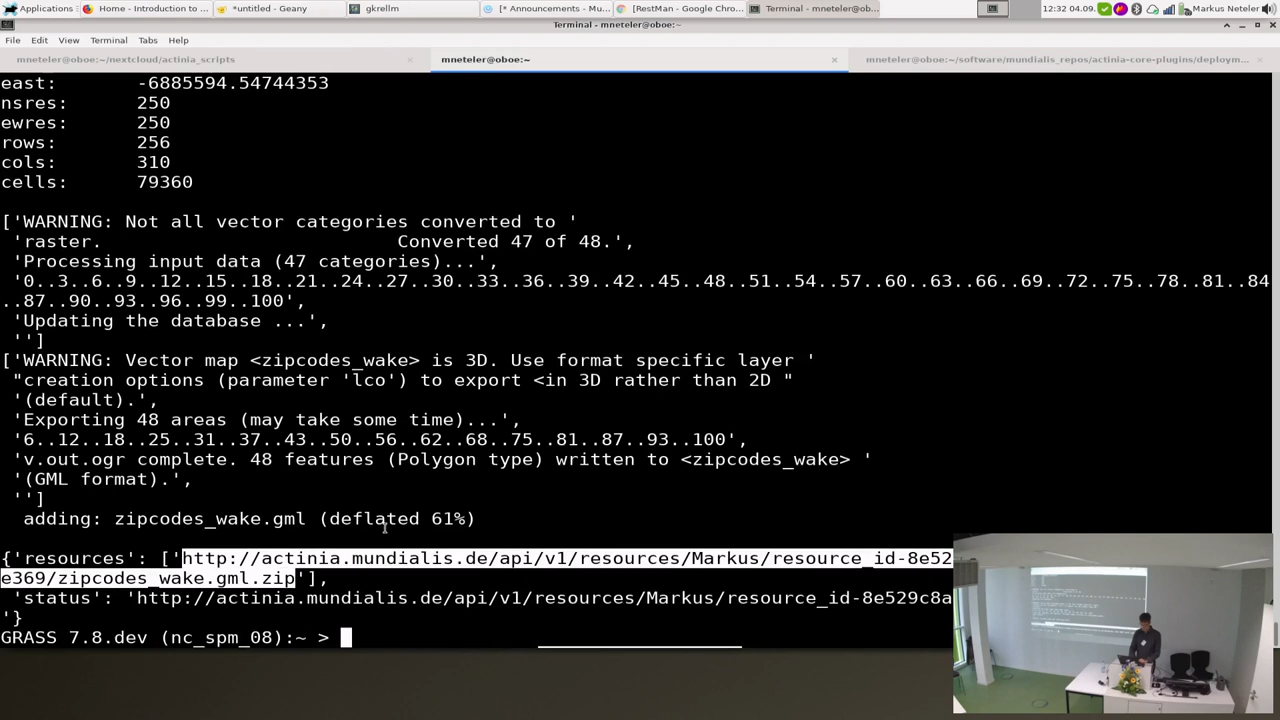 Applications
Home - Introduction to ...
*untitled - Geany
gkrellm
[* Announcements - Mu...
[RestMan - Google Chro...
Terminal - mneteler@ob...
12:32 04.09.
Markus Neteler
Terminal - mneteler@oboe:~
File Edit View Terminal Tabs Help
mneteler@oboe:~/nextcloud/actinia_scripts
mneteler@oboe:~
mneteler@oboe:~/software/mundialis_repos/actinia-core-plugins/deploym...
east: -6885594.54744353
nsres: 250
ewres: 250
rows: 256
cols: 310
cells: 79360
['WARNING: Not all vector categories converted to '
'raster. Converted 47 of 48.',
'Processing input data (47 categories)...',
'0..3..6..9..12..15..18..21..24..27..30..33..36..39..42..45..48..51..54..57..60..63..66..69..72..75..78..81..84
..87..90..93..96..99..100',
'Updating the database ...',
'']
['WARNING: Vector map <zipcodes_wake> is 3D. Use format specific layer '
"creation options (parameter 'lco') to export <in 3D rather than 2D "
'(default).',
'Exporting 48 areas (may take some time)...',
'6..12..18..25..31..37..43..50..56..62..68..75..81..87..93..100',
'v.out.ogr complete. 48 features (Polygon type) written to <zipcodes_wake> '
'(GML format).',
'']
adding: zipcodes_wake.gml (deflated 61%)
{'resources': ['http://actinia.mundialis.de/api/v1/resources/Markus/resource_id-8e52
e369/zipcodes_wake.gml.zip'],
'status': 'http://actinia.mundialis.de/api/v1/resources/Markus/resource_id-8e529c8a
'}
GRASS 7.8.dev (nc_spm_08):~ >